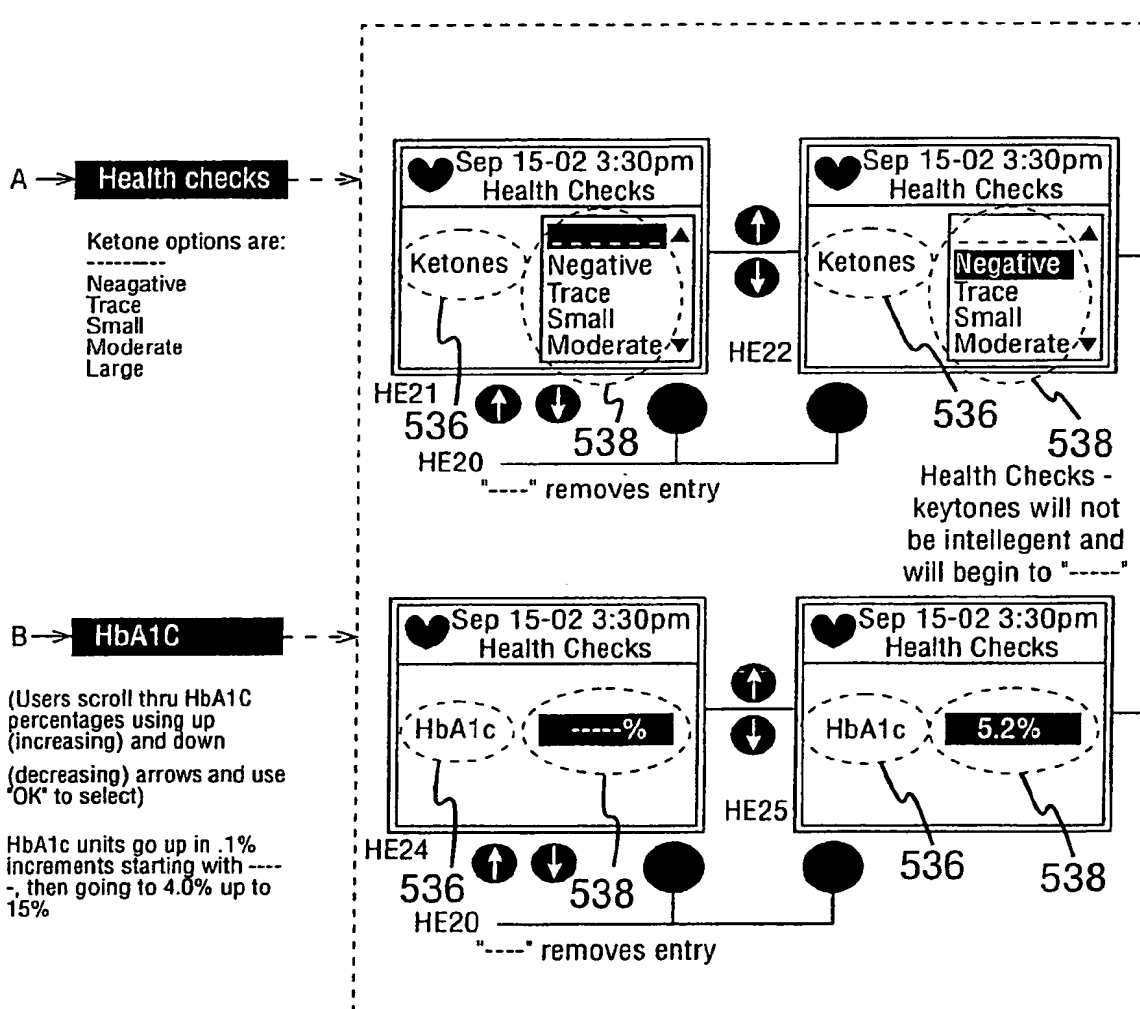 A
Health checks
Ketone options are:
---------
Neagative
Trace
Small
Moderate
Large
Sep 15-02 3:30pm
Health Checks
Ketones
Negative
Trace
Small
Moderate
HE21
536
538
HE20
"----" removes entry
HE22
Sep 15-02 3:30pm
Health Checks
Ketones
Negative
Trace
Small
Moderate
536
538
Health Checks -
keytones will not
be intellegent and
will begin to "-----"
B
HbA1C
(Users scroll thru HbA1C
percentages using up
(increasing) and down
(decreasing) arrows and use
"OK" to select)
HbA1c units go up in .1%
increments starting with ----
-, then going to 4.0% up to
15%
Sep 15-02 3:30pm
Health Checks
HbA1c
-----%
HE24
536
538
HE20
"----" removes entry
HE25
Sep 15-02 3:30pm
Health Checks
HbA1c
5.2%
536
538